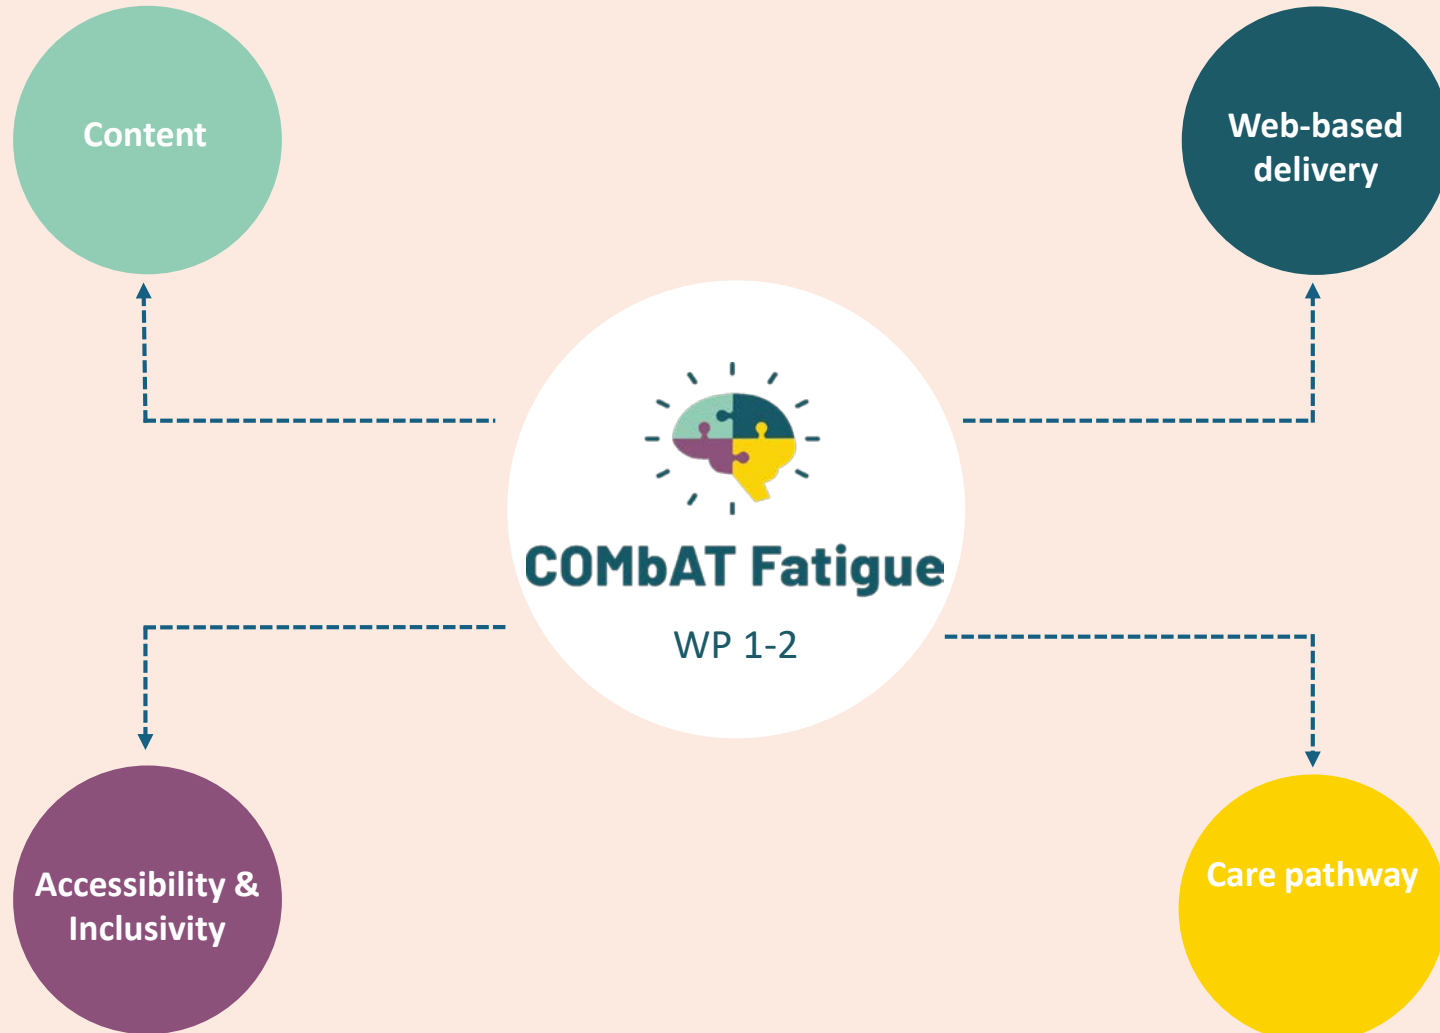 Content
Web-based
delivery
COMbAT Fatigue
WP 1-2
Accessibility &
Inclusivity
Care pathway